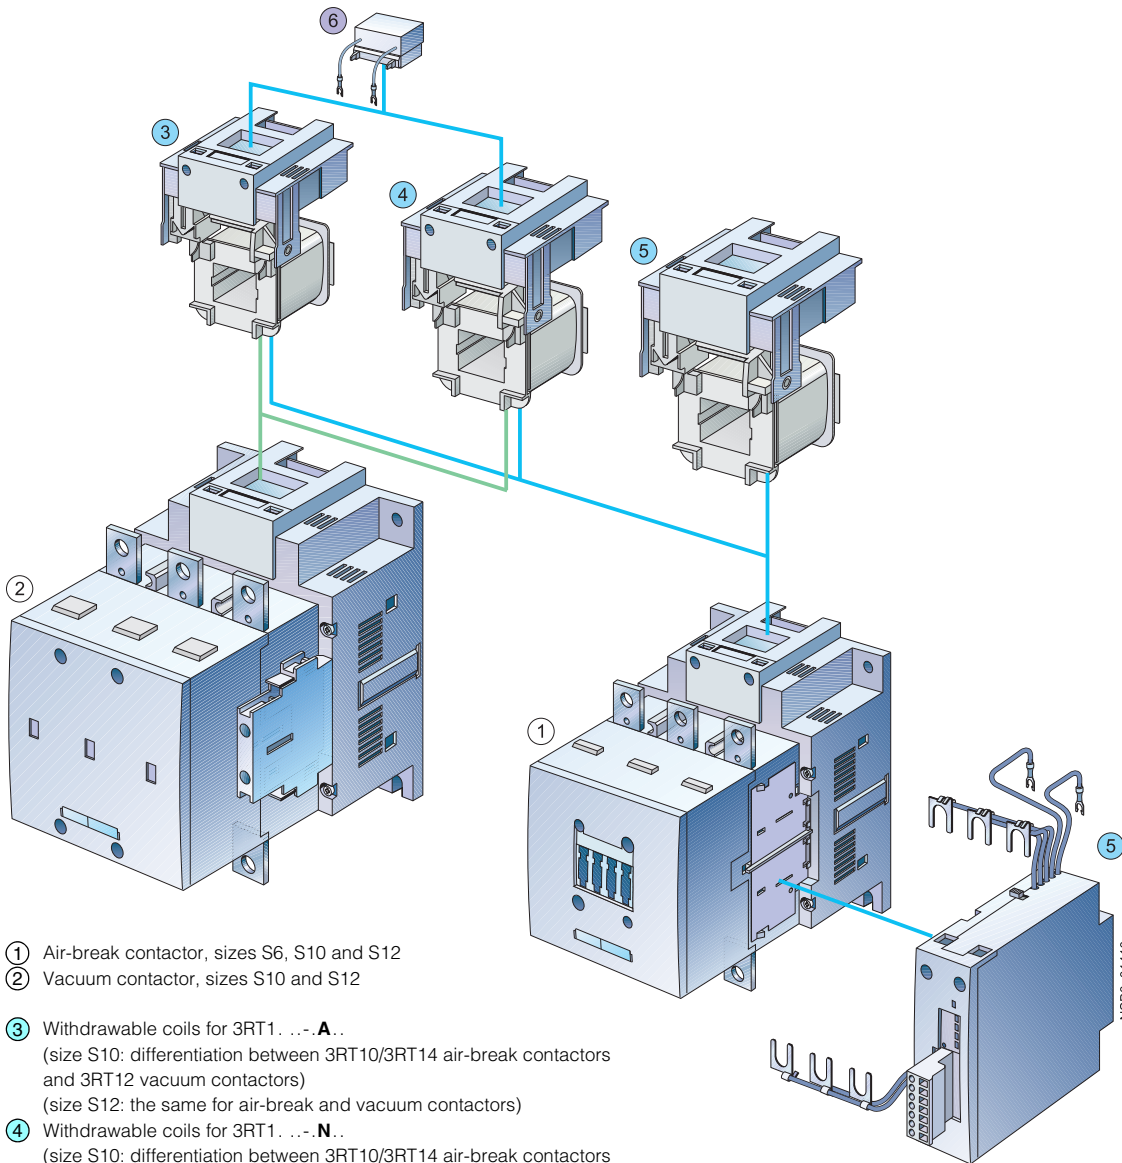 6
3
4
5
2
1
5
1 Air-break contactor, sizes S6, S10 and S12
2 Vacuum contactor, sizes S10 and S12
3 Withdrawable coils for 3RT1. ..-.A..
(size S10: differentiation between 3RT10/3RT14 air-break contactors
and 3RT12 vacuum contactors)
(size S12: the same for air-break and vacuum contactors)
4 Withdrawable coils for 3RT1. ..-.N..
(size S10: differentiation between 3RT10/3RT14 air-break contactors